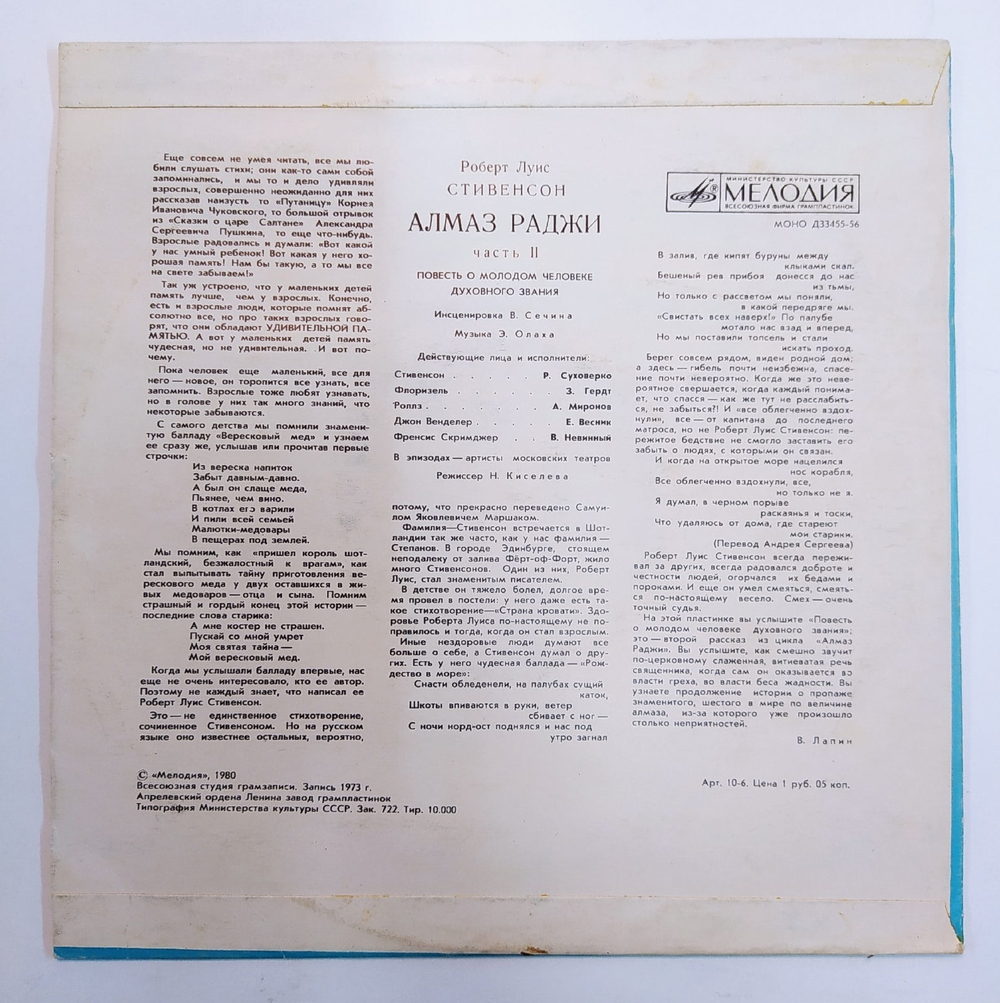 Еще совсем не умея читать, все мы лю-
били слушать стихи; они как-то сами собой
запоминались, и мы то и дело удивляли
взрослых, совершенно неожиданно для них
рассказав наизусть то «Путаницу» Корнея
Ивановича Чуковского, то большой отрывок
из «Сказки о царе Салтане» Александра
Сергеевича Пушкина, то еще что-нибудь.
Взрослые радовались и думали: «Вот какой
у нас умный ребенок! Вот какая у него хо-
рошая память! Нам бы такую, а то мы все
на свете забываем!»
Так уж устроено, что у маленьких детей
память лучше, чем у взрослых. Конечно,
есть и взрослые люди, которые помнят аб-
солютно все, но про таких взрослых гово-
рят, что они обладают УДИВИТЕЛЬНОЙ ПА-
МЯТЬЮ. А вот у маленьких детей память
чудесная, но не удивительная. И вот по-
чему.
Пока человек еще маленький, все для
него — новое, он торопится все узнать, все
запомнить. Взрослые тоже любят узнавать,
но в голове у них так много знаний, что
некоторые забываются.
С самого детства мы помнили знамени-
тую балладу «Вересковый мед» и узнаем
ее сразу же, услышав или прочитав первые
строчки:
Из вереска напиток
Забыт давным-давно.
А был он слаще меда,
Пьянее, чем вино.
В котлах его варили
И пили всей семьей
Малютки-медовары
В пещерах под землей.
Мы помним, как «пришел король шот-
ландский, безжалостный к врагам», как
стал выпытывать тайну приготовления ве-
рескового меда у двух оставшихся в жи-
вых медоваров — отца и сына. Помним
страшный и гордый конец этой истории —
последние слова старика:
А мне костер не страшен.
Пускай со мной умрет
Моя святая тайна —
Мой вересковый мед.
Когда мы услышали балладу впервые, нас
еще не очень интересовало, кто ее автор.
Поэтому не каждый знает, что написал ее
Роберт Луис Стивенсон.
Это — не единственное стихотворение,
сочиненное Стивенсоном. Но на русском
языке оно известнее остальных, вероятно,
Роберт Луис
СТИВЕНСОН
АЛМАЗ РАДЖИ
часть II
ПОВЕСТЬ О МОЛОДОМ ЧЕЛОВЕКЕ
ДУХОВНОГО ЗВАНИЯ
Инсценировка В. Сечина
Музыка Э. Олаха
Действующие лица и исполнители:
Стивенсон . . . . . . Р. Суховерко
Флоризель . . . . . . . З. Гердт
Роллз . . . . . . . . А. Миронов
Джон Венделер . . . . . Е. Весник
Френсис Скримджер . . В. Невинный
В эпизодах — артисты московских театров
Режиссер Н. Киселева
потому, что прекрасно переведено Самуи-
лом Яковлевичем Маршаком.
Фамилия—Стивенсон встречается в Шот-
ландии так же часто, как у нас фамилия —
Степанов. В городе Эдинбурге, стоящем
неподалеку от залива Фёрт-оф-Форт, жило
много Стивенсонов. Один из них, Роберт
Луис, стал знаменитым писателем.
В детстве он тяжело болел, долгое вре-
мя провел в постели: у него даже есть та-
кое стихотворение—«Страна кровати». Здо-
ровье Роберта Луиса по-настоящему не по-
правилось и тогда, когда он стал взрослым.
Иные нездоровые люди думают все
больше о себе, а Стивенсон думал о дру-
гих. Есть у него чудесная баллада — «Рож-
дество в море»:
Снасти обледенели, на палубах сущий
каток,
Шкоты впиваются в руки, ветер
сбивает с ног —
С ночи норд-ост поднялся и нас под
утро загнал
МИНИСТЕРСТВО КУЛЬТУРЫ СССР
МЕЛОДИЯ
ВСЕСОЮЗНАЯ ФИРМА ГРАМПЛАСТИНОК
МОНО Д33455-56
В залив, где кипят буруны между
клыками скал.
Бешеный рев прибоя донесся до нас
из тьмы,
Но только с рассветом мы поняли,
в какой передряге мы.
«Свистать всех наверх!» По палубе
мотало нас взад и вперед,
Но мы поставили топсель и стали
искать проход.
Берег совсем рядом, виден родной дом;
а здесь — гибель почти неизбежна, спасе-
ние почти невероятно. Когда же это неве-
роятное свершается, когда каждый понима-
ет, что спасся — как же тут не расслабить-
ся, не забыться?! И «все облегченно вздох-
нули», все — от капитана до последнего
матроса, но не Роберт Луис Стивенсон: пе-
режитое бедствие не смогло заставить его
забыть о людях, с которыми он связан.
И когда на открытое море нацелился
нос корабля,
Все облегченно вздохнули, все,
но только не я.
Я думал, в черном порыве
раскаянья и тоски,
Что удаляюсь от дома, где стареют
мои старики.
(Перевод Андрея Сергеева)
Роберт Луис Стивенсон всегда пережи-
вал за других, всегда радовался доброте и
честности людей, огорчался их бедами и
пороками. И еще он умел смеяться, смеять-
ся по-настоящему весело. Смех — очень
точный судья.
На этой пластинке вы услышите «Повесть
о молодом человеке духовного звания»;
это — второй рассказ из цикла «Алмаз
Раджи». Вы услышите, как смешно звучит
по-церковному слаженная, витиеватая речь
священника, когда сам он оказывается во
власти греха, во власти беса жадности. Вы
узнаете продолжение истории о пропаже
знаменитого, шестого в мире по величине
алмаза, из-за которого уже произошло
столько неприятностей.
В. Лапин
© «Мелодия», 1980
Всесоюзная студия грамзаписи. Запись 1973 г.
Апрелевский ордена Ленина завод грампластинок
Типография Министерства культуры СССР. Зак. 722. Тир. 10.000
Арт. 10-6. Цена 1 руб. 05 коп.